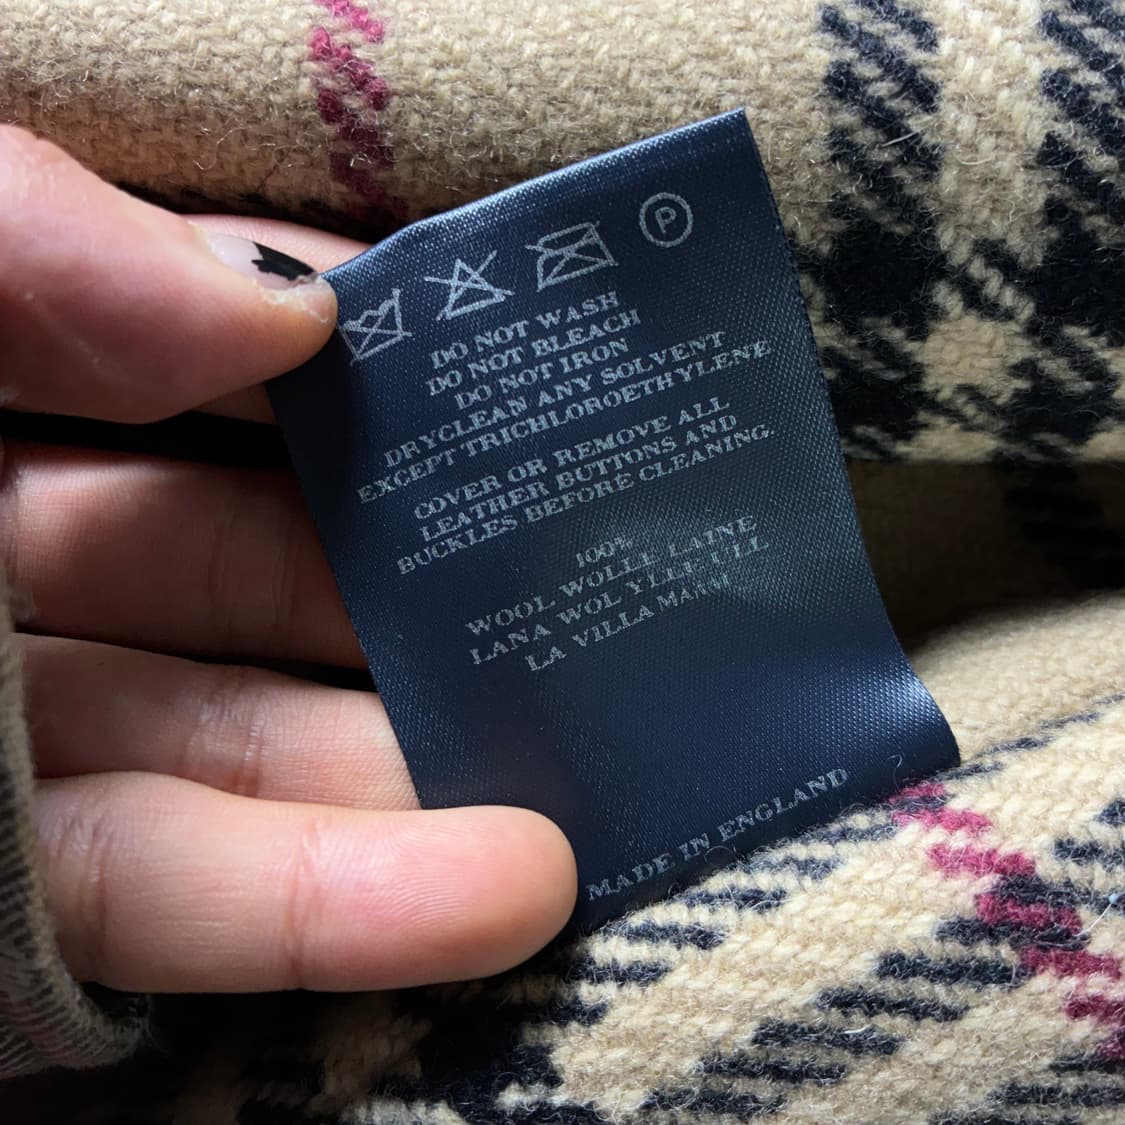 P
DO NOT WASH
DO NOT BLEACH
DO NOT IRON
DRYCLEAN ANY SOLVENT
EXCEPT TRICHLOROETHYLENE
COVER OR REMOVE ALL
LEATHER BUTTONS AND
BUCKLES BEFORE CLEANING.
100%
WOOL WOLLE LAINE
LANA WOL YLLE ULL
LA VILLA
MADE IN ENGLAND